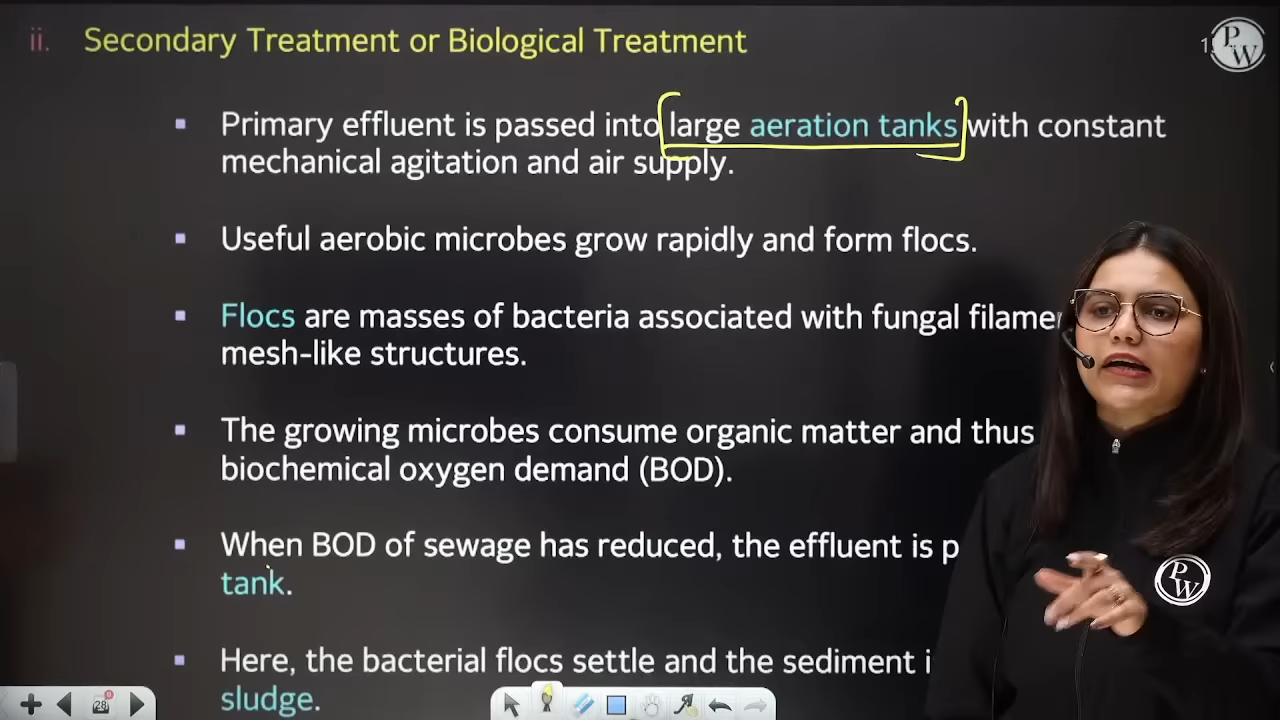 ii. Secondary Treatment or Biological Treatment
PW
▪ Primary effluent is passed into large aeration tanks with constant
mechanical agitation and air supply.
▪ Useful aerobic microbes grow rapidly and form flocs.
▪ Flocs are masses of bacteria associated with fungal
mesh-like structures.
▪ The growing microbes consume organic matter and thus
biochemical oxygen demand (BOD).
▪ When BOD of sewage has reduced, the effluent is
tank.
▪ Here, the bacterial flocs settle and the sediment
sludge.
PW
28